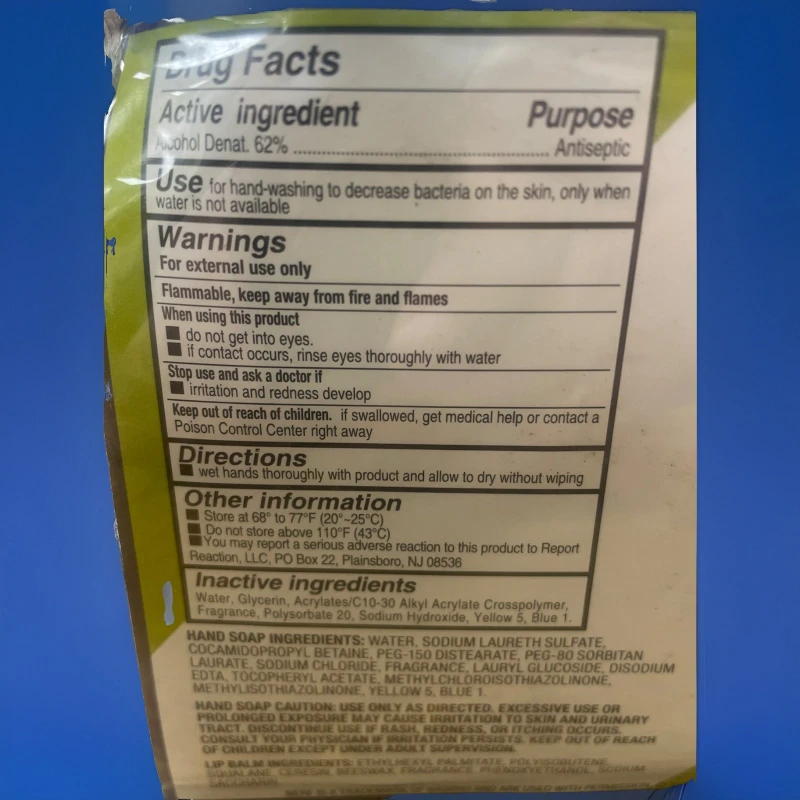 Drug Facts
Active ingredient Purpose
Alcohol Denat. 62% ........................................................ Antiseptic
Use for hand-washing to decrease bacteria on the skin, only when
water is not available
Warnings
For external use only
Flammable, keep away from fire and flames
When using this product
■ do not get into eyes.
■ if contact occurs, rinse eyes thoroughly with water
Stop use and ask a doctor if
■ irritation and redness develop
Keep out of reach of children. if swallowed, get medical help or contact a
Poison Control Center right away
Directions
■ wet hands thoroughly with product and allow to dry without wiping
Other information
■ Store at 68° to 77°F (20°~25°C)
■ Do not store above 110°F (43°C)
■ You may report a serious adverse reaction to this product to Report
Reaction, LLC, PO Box 22, Plainsboro, NJ 08536
Inactive ingredients
Water, Glycerin, Acrylates/C10-30 Alkyl Acrylate Crosspolymer,
Fragrance, Polysorbate 20, Sodium Hydroxide, Yellow 5, Blue 1.
HAND SOAP INGREDIENTS: WATER, SODIUM LAURETH SULFATE,
COCAMIDOPROPYL BETAINE, PEG-150 DISTEARATE, PEG-80 SORBITAN
LAURATE, SODIUM CHLORIDE, FRAGRANCE, LAURYL GLUCOSIDE, DISODIUM
EDTA, TOCOPHERYL ACETATE, METHYLCHLOROISOTHIAZOLINONE,
METHYLISOTHIAZOLINONE, YELLOW 5, BLUE 1.
HAND SOAP CAUTION: USE ONLY AS DIRECTED. EXCESSIVE USE OR
PROLONGED EXPOSURE MAY CAUSE IRRITATION TO SKIN AND URINARY
TRACT. DISCONTINUE USE IF RASH, REDNESS, OR ITCHING OCCURS.
CONSULT YOUR PHYSICIAN IF IRRITATION PERSISTS. KEEP OUT OF REACH
OF CHILDREN EXCEPT UNDER ADULT SUPERVISION.
LIP BALM INGREDIENTS: ETHYLHEXYL PALMITATE, POLYISOBUTENE,
SQUALANE, CERESIN, BEESWAX, FRAGRANCE, PHENOXYETHANOL, SODIUM
SACCHARIN